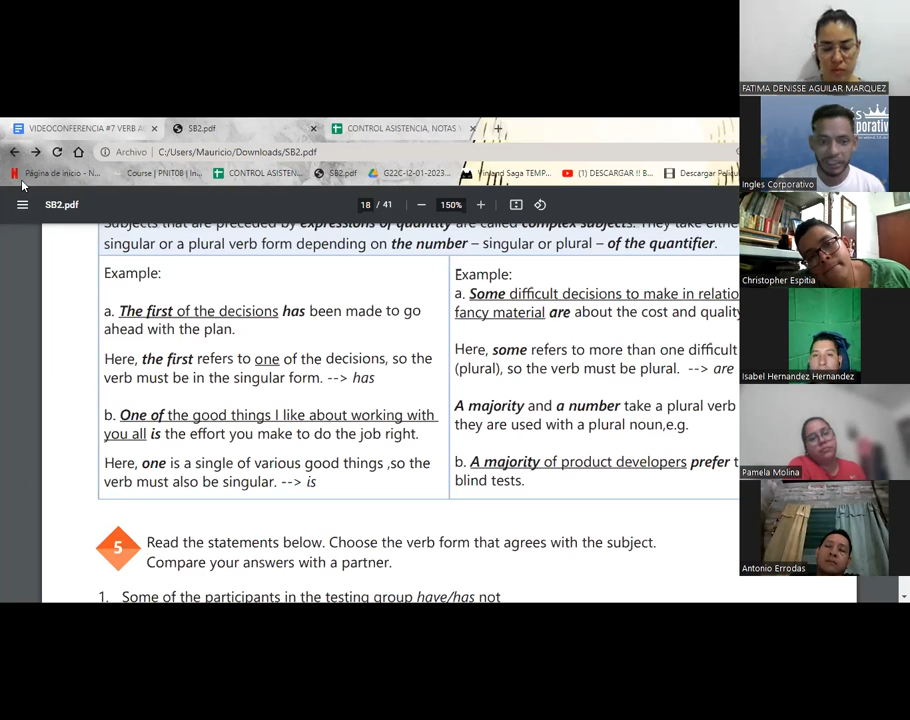 VIDEOCONFERENCIA #7 VERB A
SB2.pdf
CONTROL ASISTENCIA, NOTAS
Archivo
C:/Users/Mauricio/Downloads/SB2.pdf
Página de inicio - N...
Course | PNIT08 | In...
CONTROL ASISTEN...
SB2.pdf
G22C-I2-01-2023...
Vinland Saga TEMP...
(1) DESCARGAR !! B...
Descargar Pelícu
SB2.pdf
18 / 41
150%
Subjects that are preceded by expressions of quantity are called complex subjects. They take eithe
singular or a plural verb form depending on the number – singular or plural – of the quantifier.
Example:
a. The first of the decisions has been made to go
ahead with the plan.
Here, the first refers to one of the decisions, so the
verb must be in the singular form. --> has
b. One of the good things I like about working with
you all is the effort you make to do the job right.
Here, one is a single of various good things ,so the
verb must also be singular. --> is
Example:
a. Some difficult decisions to make in relatio
fancy material are about the cost and quality
Here, some refers to more than one difficult
(plural), so the verb must be plural. --> are
A majority and a number take a plural verb
they are used with a plural noun,e.g.
b. A majority of product developers prefer t
blind tests.
5
Read the statements below. Choose the verb form that agrees with the subject.
Compare your answers with a partner.
1. Some of the participants in the testing group have/has not
FATIMA DENISSE AGUILAR MARQUEZ
porativ
Ingles Corporativo
Christopher Espitia
Isabel Hernandez Hernandez
Pamela Molina
Antonio Errodas